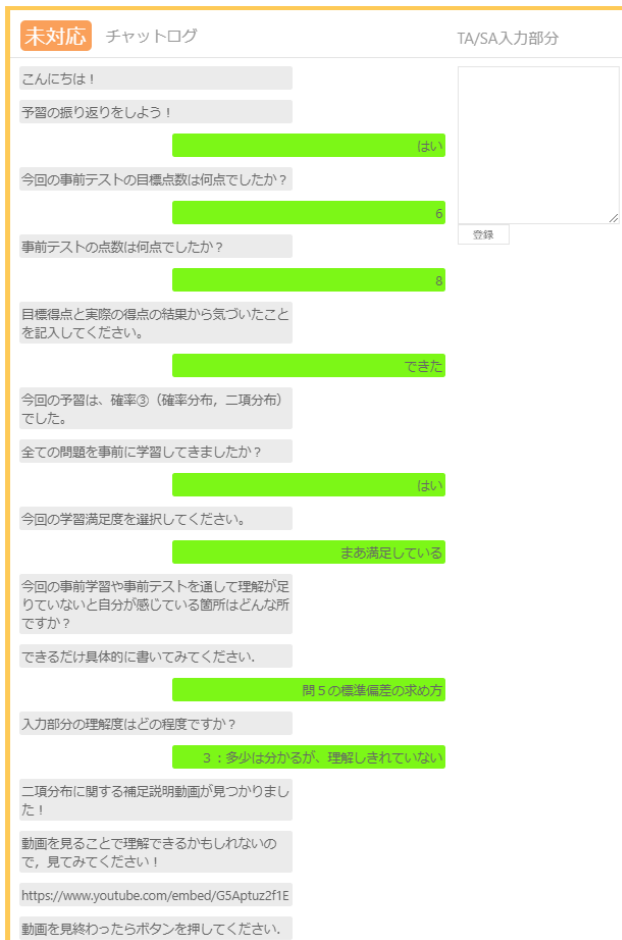 未対応 チャットログ
TA/SA入力部分
こんにちは！
予習の振り返りをしよう！
はい
今回の事前テストの目標点数は何点でしたか？
6
登録
事前テストの点数は何点でしたか？
8
目標得点と実際の得点の結果から気づいたこと
を記入してください。
できた
今回の予習は、確率③（確率分布，二項分布）
でした。
全ての問題を事前に学習してきましたか？
はい
今回の学習満足度を選択してください。
まあ満足している
今回の事前学習や事前テストを通して理解が足
りていないと自分が感じている箇所はどんな所
ですか？
できるだけ具体的に書いてみてください．
問５の標準偏差の求め方
入力部分の理解度はどの程度ですか？
３：多少は分かるが、理解しきれていない
二項分布に関する補足説明動画が見つかりまし
た！
動画を見ることで理解できるかもしれないの
で，見てみてください！
https://www.youtube.com/embed/G5Aptuz2f1E
動画を見終わったらボタンを押してください．